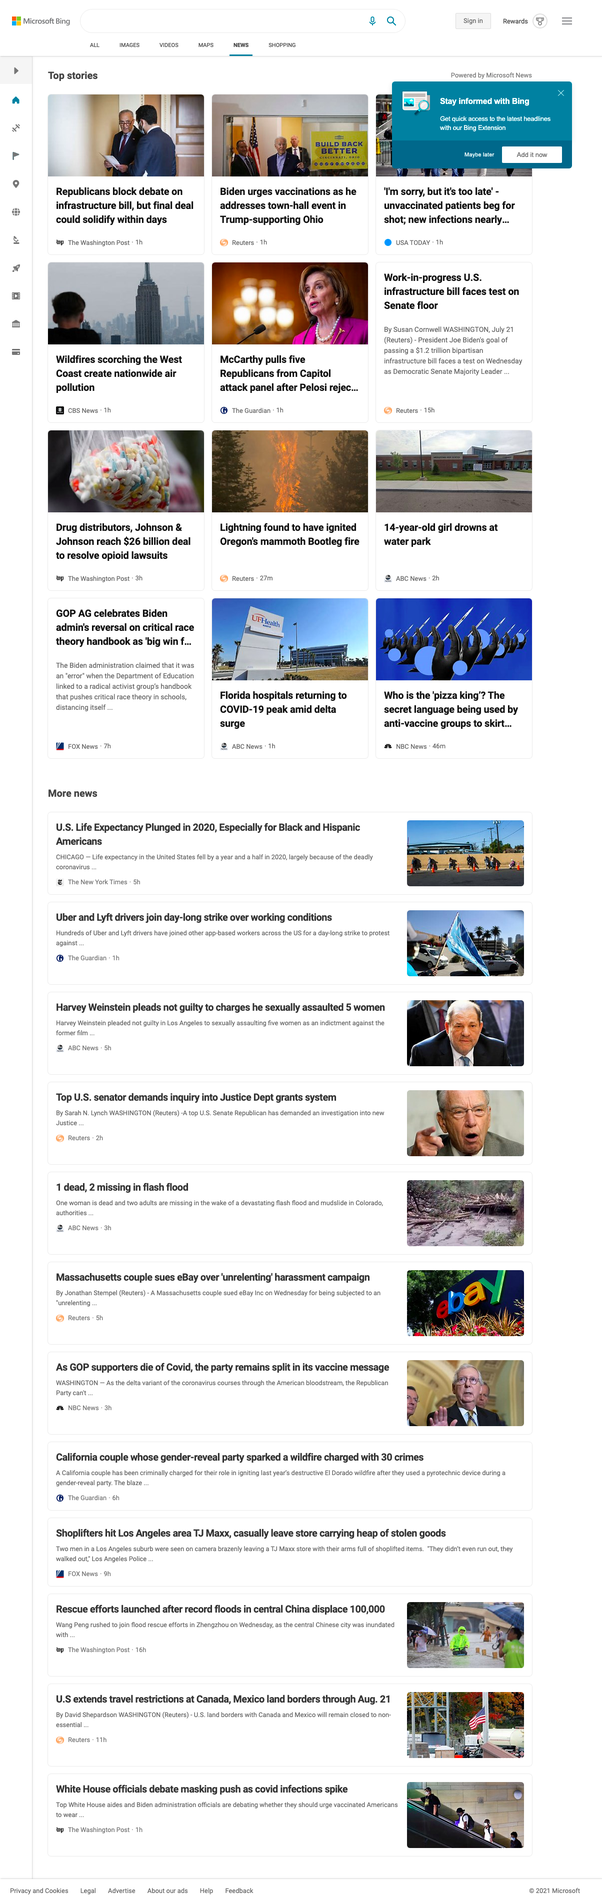 Microsoft Bing
Sign in
Rewards
ALL
IMAGES
VIDEOS
MAPS
NEWS
SHOPPING
Top stories
Powered by Microsoft News
Stay informed with Bing
Get quick access to the latest headlines
with our Bing Extension
Maybe later
Add it now
Republicans block debate on
infrastructure bill, but final deal
could solidify within days
wp The Washington Post · 1h
BUILD BACK
BETTER
Biden urges vaccinations as he
addresses town-hall event in
Trump-supporting Ohio
Reuters · 1h
'I'm sorry, but it's too late' -
unvaccinated patients beg for
shot; new infections nearly...
USA TODAY · 1h
Wildfires scorching the West
Coast create nationwide air
pollution
CBS News · 1h
McCarthy pulls five
Republicans from Capitol
attack panel after Pelosi rejec...
The Guardian · 1h
Work-in-progress U.S.
infrastructure bill faces test on
Senate floor
By Susan Cornwell WASHINGTON, July 21
(Reuters) - President Joe Biden's goal of
passing a $1.2 trillion bipartisan
infrastructure bill faces a test on Wednesday
as Democratic Senate Majority Leader ...
Reuters · 15h
Drug distributors, Johnson &
Johnson reach $26 billion deal
to resolve opioid lawsuits
wp The Washington Post · 3h
Lightning found to have ignited
Oregon's mammoth Bootleg fire
Reuters · 27m
14-year-old girl drowns at
water park
ABC News · 2h
GOP AG celebrates Biden
admin's reversal on critical race
theory handbook as 'big win f...
The Biden administration claimed that it was
an "error" when the Department of Education
linked to a radical activist group's handbook
that pushes critical race theory in schools,
distancing itself ...
FOX News · 7h
UFHealth
Florida hospitals returning to
COVID-19 peak amid delta
surge
ABC News · 1h
Who is the 'pizza king'? The
secret language being used by
anti-vaccine groups to skirt...
NBC News · 46m
More news
U.S. Life Expectancy Plunged in 2020, Especially for Black and Hispanic
Americans
CHICAGO — Life expectancy in the United States fell by a year and a half in 2020, largely because of the deadly
coronavirus ...
The New York Times · 5h
Uber and Lyft drivers join day-long strike over working conditions
Hundreds of Uber and Lyft drivers have joined other app-based workers across the US for a day-long strike to protest
against ...
The Guardian · 1h
Harvey Weinstein pleads not guilty to charges he sexually assaulted 5 women
Harvey Weinstein pleaded not guilty in Los Angeles to sexually assaulting five women as an indictment against the
former film ...
ABC News · 5h
Top U.S. senator demands inquiry into Justice Dept grants system
By Sarah N. Lynch WASHINGTON (Reuters) -A top U.S. Senate Republican has demanded an investigation into new
Justice ...
Reuters · 2h
1 dead, 2 missing in flash flood
One woman is dead and two adults are missing in the wake of a devastating flash flood and mudslide in Colorado,
authorities ...
ABC News · 3h
Massachusetts couple sues eBay over 'unrelenting' harassment campaign
By Jonathan Stempel (Reuters) - A Massachusetts couple sued eBay Inc on Wednesday for being subjected to an
"unrelenting ...
Reuters · 5h
ebay
As GOP supporters die of Covid, the party remains split in its vaccine message
WASHINGTON — As the delta variant of the coronavirus courses through the American bloodstream, the Republican
Party can't ...
NBC News · 3h
California couple whose gender-reveal party sparked a wildfire charged with 30 crimes
A California couple has been criminally charged for their role in igniting last year's destructive El Dorado wildfire after they used a pyrotechnic device during a
gender-reveal party. The blaze ...
The Guardian · 6h
Shoplifters hit Los Angeles area TJ Maxx, casually leave store carrying heap of stolen goods
Two men in a Los Angeles suburb were seen on camera brazenly leaving a TJ Maxx store with their arms full of shoplifted items. "They didn't even run out, they
walked out," Los Angeles Police ...
FOX News · 9h
Rescue efforts launched after record floods in central China displace 100,000
Wang Peng rushed to join flood rescue efforts in Zhengzhou on Wednesday, as the central Chinese city was inundated
with ...
wp The Washington Post · 16h
U.S extends travel restrictions at Canada, Mexico land borders through Aug. 21
By David Shepardson WASHINGTON (Reuters) - U.S. land borders with Canada and Mexico will remain closed to non-
essential ...
Reuters · 11h
White House officials debate masking push as covid infections spike
Top White House aides and Biden administration officials are debating whether they should urge vaccinated Americans
to wear ...
wp The Washington Post · 1h
Privacy and Cookies
Legal
Advertise
About our ads
Help
Feedback
© 2021 Microsoft